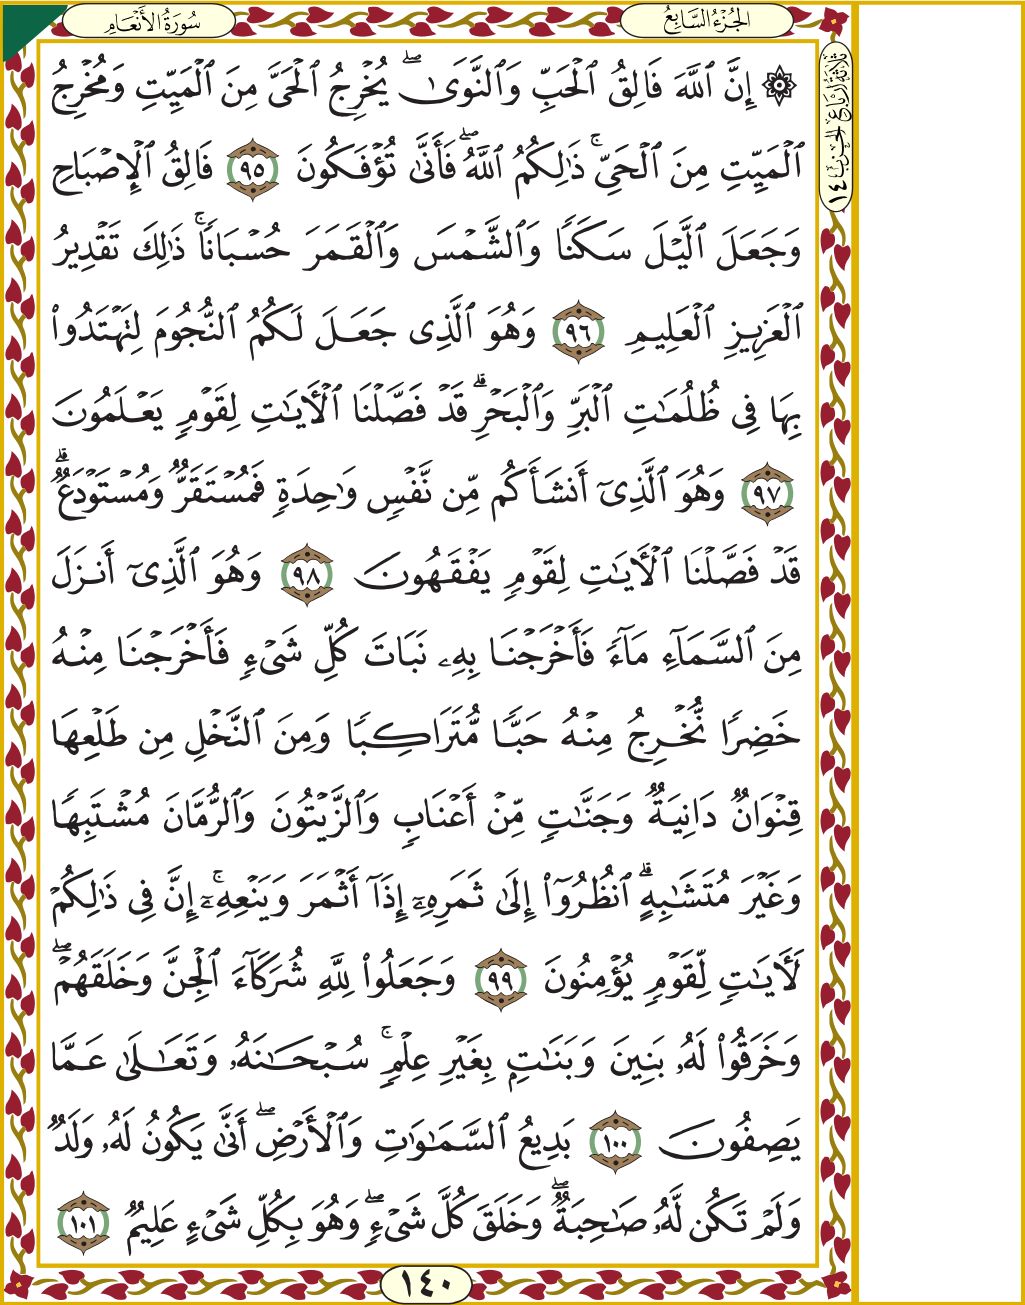 سُورَةُ الأَنْعَامِ
الجُزْءُ السَّابِعُ
ثلاثة أرباع الحزب ١٤
۞ إِنَّ ٱللَّهَ فَالِقُ ٱلْحَبِّ وَٱلنَّوَىٰۖ يُخْرِجُ ٱلْحَىَّ مِنَ ٱلْمَيِّتِ وَمُخْرِجُ
ٱلْمَيِّتِ مِنَ ٱلْحَىِّۚ ذَٰلِكُمُ ٱللَّهُۖ فَأَنَّىٰ تُؤْفَكُونَ ٩٥ فَالِقُ ٱلْإِصْبَاحِ
وَجَعَلَ ٱلَّيْلَ سَكَنًا وَٱلشَّمْسَ وَٱلْقَمَرَ حُسْبَانًاۚ ذَٰلِكَ تَقْدِيرُ
ٱلْعَزِيزِ ٱلْعَلِيمِ ٩٦ وَهُوَ ٱلَّذِى جَعَلَ لَكُمُ ٱلنُّجُومَ لِتَهْتَدُوا۟
بِهَا فِى ظُلُمَٰتِ ٱلْبَرِّ وَٱلْبَحْرِۗ قَدْ فَصَّلْنَا ٱلْءَايَٰتِ لِقَوْمٍ يَعْلَمُونَ
٩٧ وَهُوَ ٱلَّذِىٓ أَنشَأَكُم مِّن نَّفْسٍ وَٰحِدَةٍ فَمُسْتَقَرٌّ وَمُسْتَوْدَعٌۗ
قَدْ فَصَّلْنَا ٱلْءَايَٰتِ لِقَوْمٍ يَفْقَهُونَ ٩٨ وَهُوَ ٱلَّذِىٓ أَنزَلَ
مِنَ ٱلسَّمَآءِ مَآءً فَأَخْرَجْنَا بِهِۦ نَبَاتَ كُلِّ شَىْءٍ فَأَخْرَجْنَا مِنْهُ
خَضِرًا نُّخْرِجُ مِنْهُ حَبًّا مُّتَرَاكِبًا وَمِنَ ٱلنَّخْلِ مِن طَلْعِهَا
قِنْوَانٌ دَانِيَةٌ وَجَنَّٰتٍ مِّنْ أَعْنَابٍ وَٱلزَّيْتُونَ وَٱلرُّمَّانَ مُشْتَبِهًا
وَغَيْرَ مُتَشَٰبِهٍۗ ٱنظُرُوٓا۟ إِلَىٰ ثَمَرِهِۦٓ إِذَآ أَثْمَرَ وَيَنْعِهِۦٓۚ إِنَّ فِى ذَٰلِكُمْ
لَءَايَٰتٍ لِّقَوْمٍ يُؤْمِنُونَ ٩٩ وَجَعَلُوا۟ لِلَّهِ شُرَكَآءَ ٱلْجِنَّ وَخَلَقَهُمْۖ
وَخَرَقُوا۟ لَهُۥ بَنِينَ وَبَنَٰتٍۭ بِغَيْرِ عِلْمٍۚ سُبْحَٰنَهُۥ وَتَعَٰلَىٰ عَمَّا
يَصِفُونَ ١٠٠ بَدِيعُ ٱلسَّمَٰوَٰتِ وَٱلْأَرْضِۖ أَنَّىٰ يَكُونُ لَهُۥ وَلَدٌ
وَلَمْ تَكُن لَّهُۥ صَٰحِبَةٌۖ وَخَلَقَ كُلَّ شَىْءٍۖ وَهُوَ بِكُلِّ شَىْءٍ عَلِيمٌ ١٠١
١٤٠